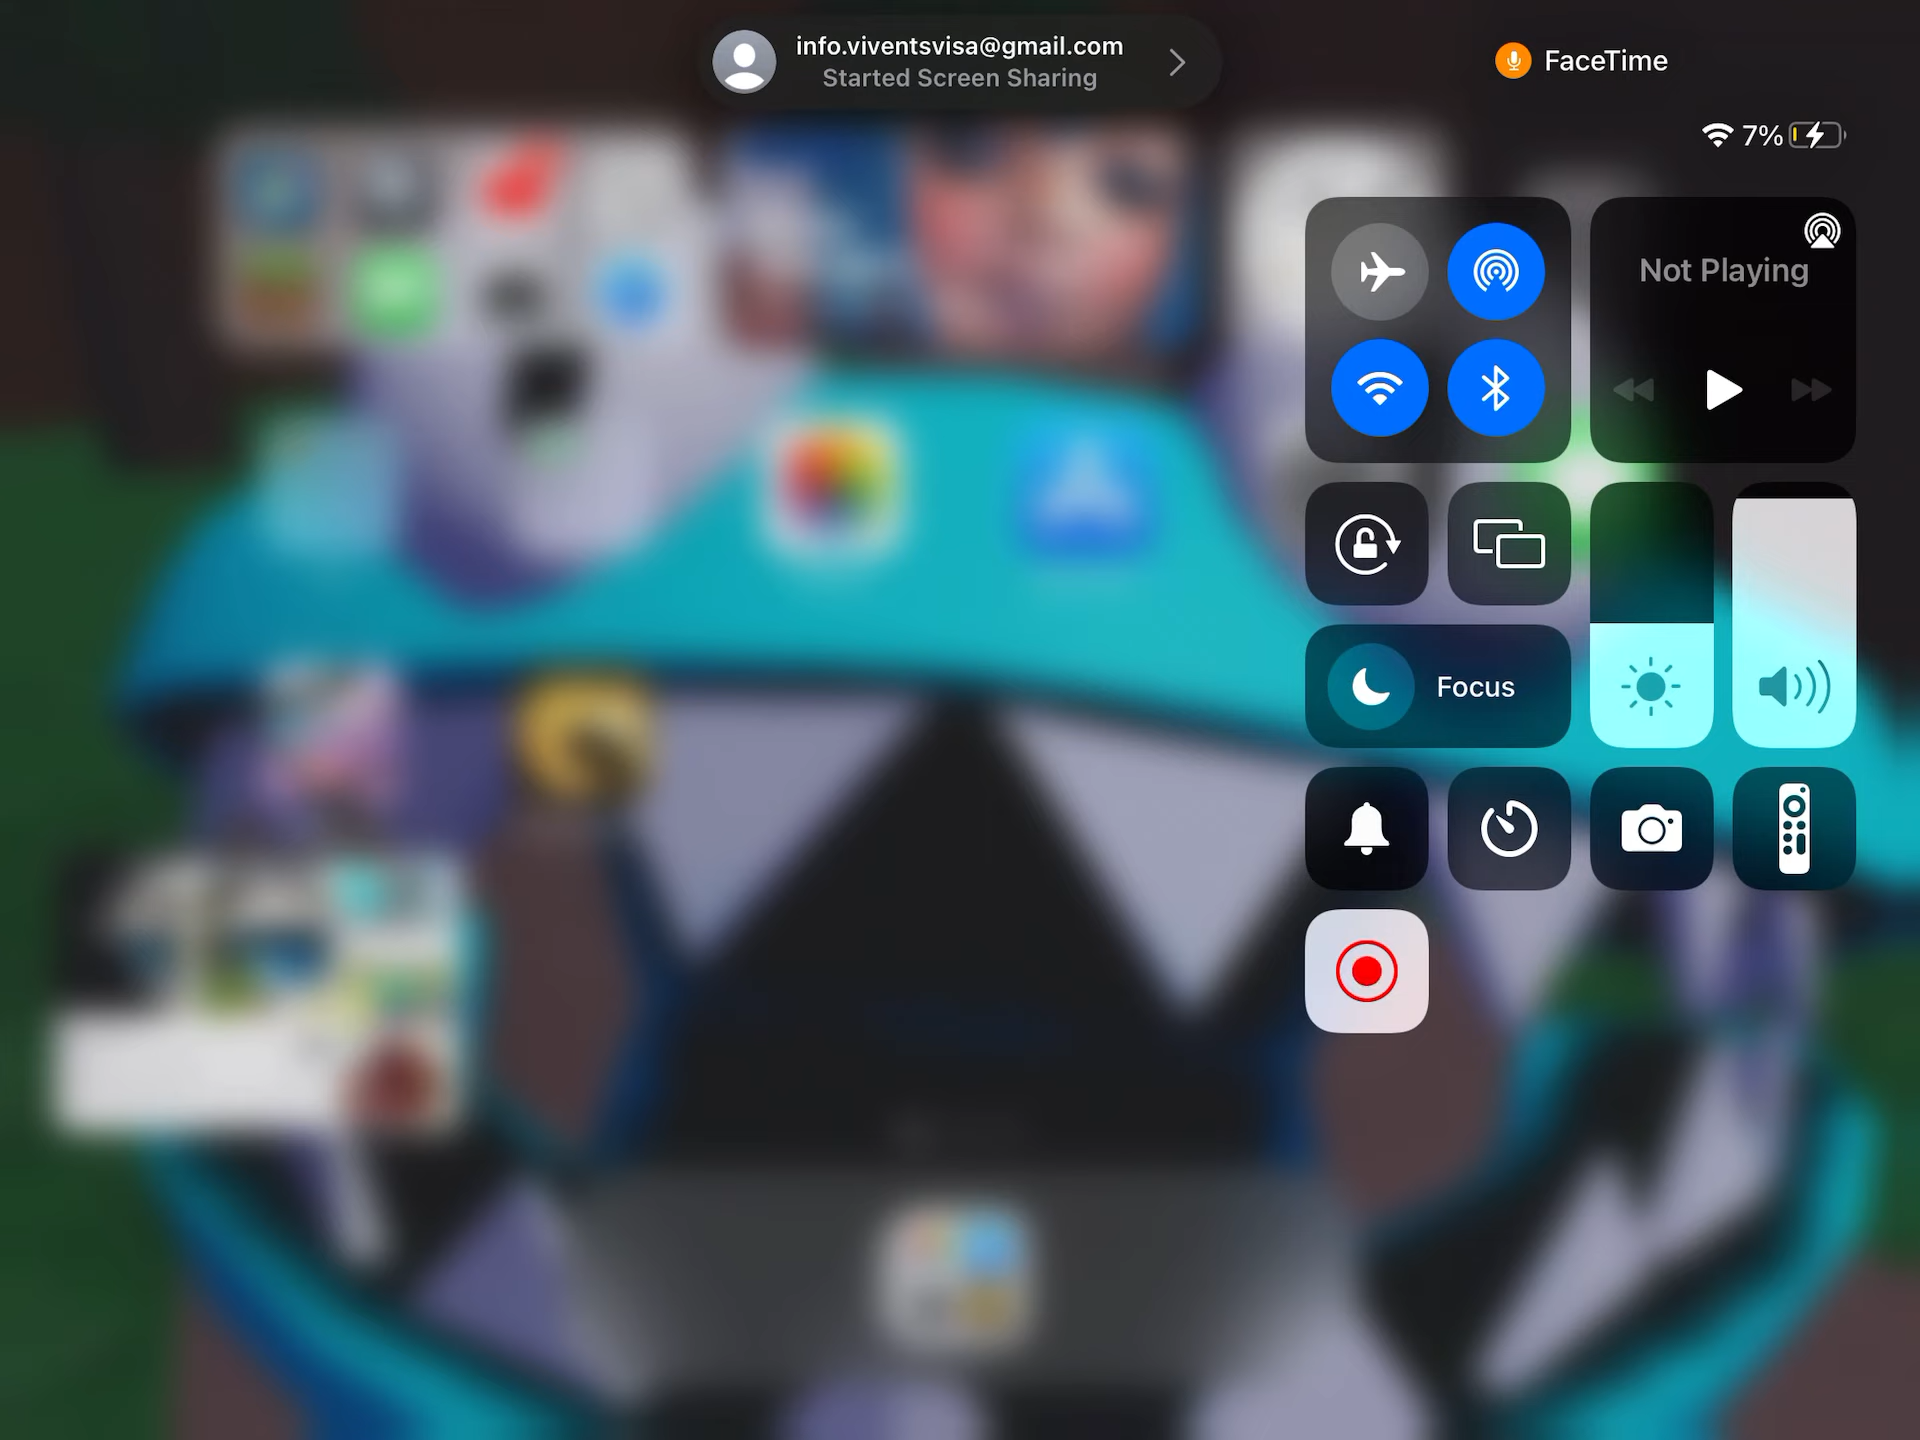 info.viventsvisa@gmail.com
Started Screen Sharing
FaceTime
7%
Not Playing
Focus